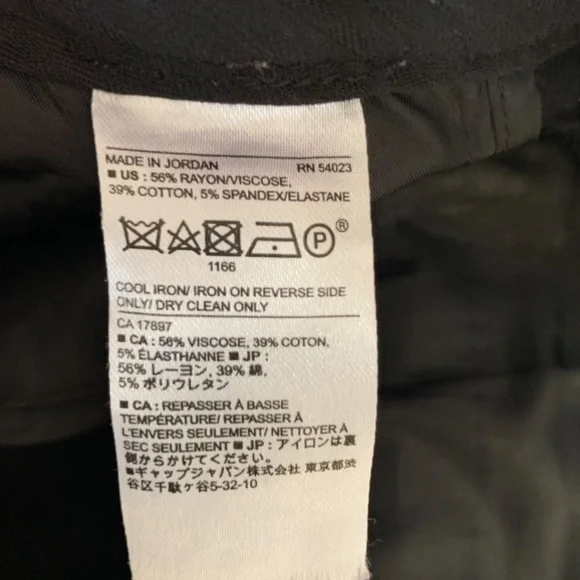 MADE IN JORDAN RN 54023
■ US : 56% RAYON/VISCOSE,
39% COTTON, 5% SPANDEX/ELASTANE
P ®
1166
COOL IRON/ IRON ON REVERSE SIDE
ONLY/ DRY CLEAN ONLY
CA 17897
■ CA : 56% VISCOSE, 39% COTON,
5% ÉLASTHANNE ■ JP :
56% レーヨン, 39% 綿,
5% ポリウレタン
■ CA : REPASSER À BASSE
TEMPÉRATURE/ REPASSER À
L'ENVERS SEULEMENT/ NETTOYER À
SEC SEULEMENT ■ JP : アイロンは裏
側からかけてください。
■ギャップジャパン株式会社 東京都渋
谷区千駄ヶ谷5-32-10